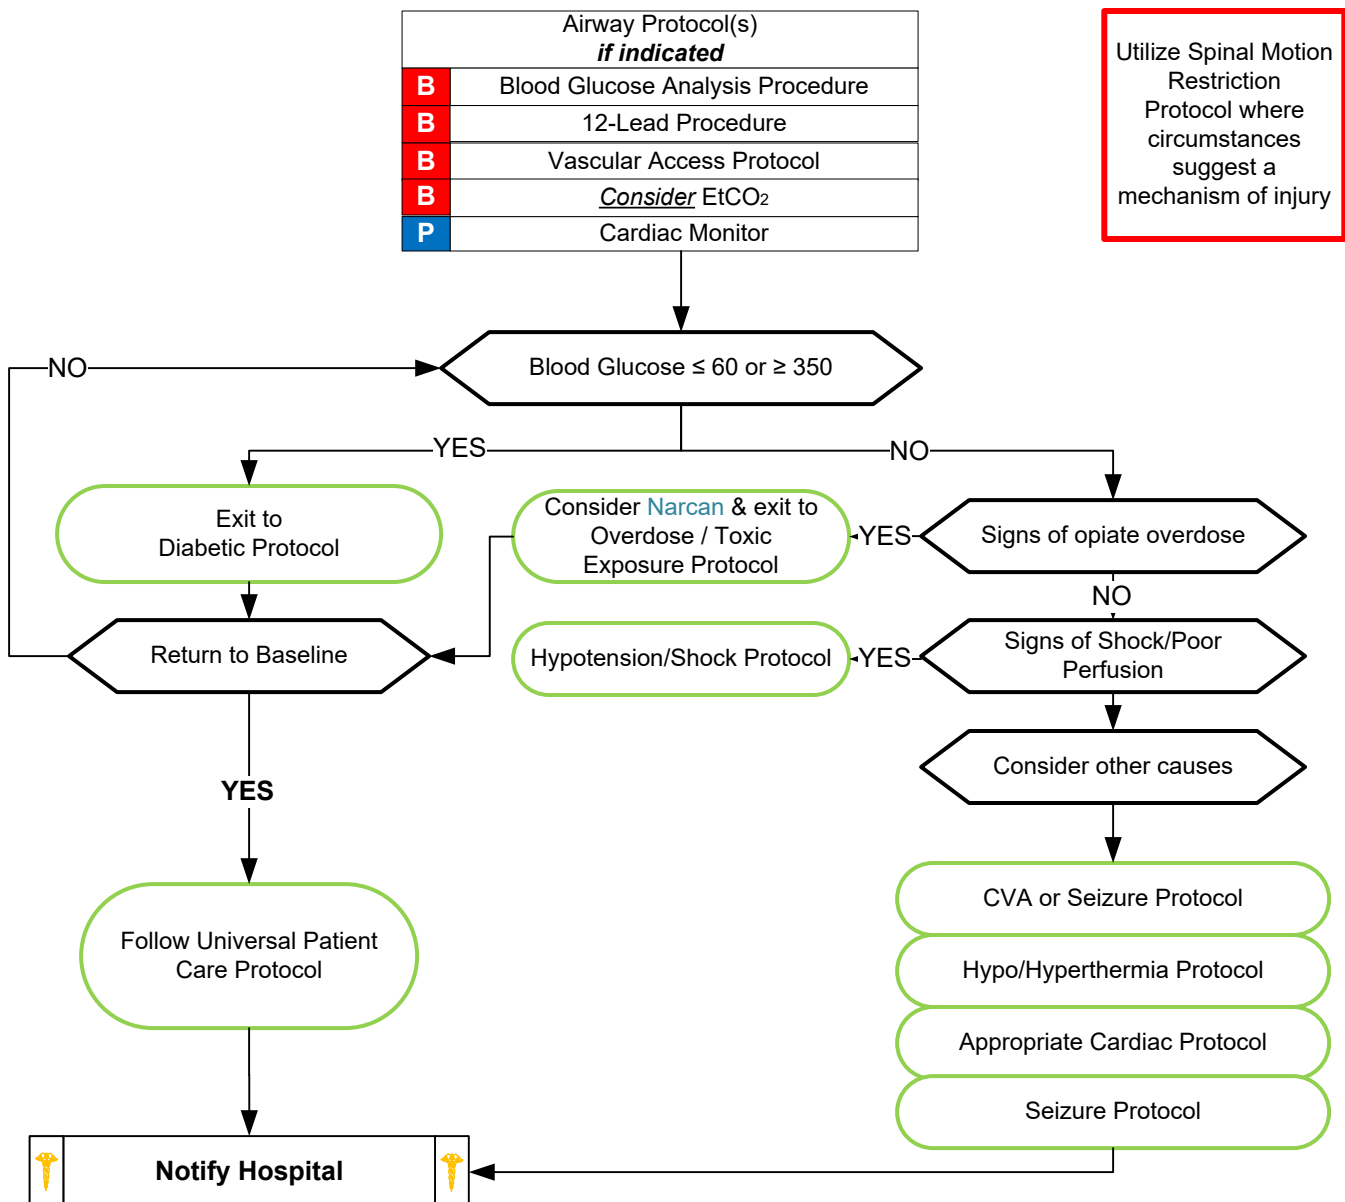 Airway Protocol(s)
if indicated
B Blood Glucose Analysis Procedure
B 12-Lead Procedure
B Vascular Access Protocol
B Consider EtCO2
P Cardiac Monitor
Utilize Spinal Motion
Restriction
Protocol where
circumstances
suggest a
mechanism of injury
NO
Blood Glucose ≤ 60 or ≥ 350
YES
NO
Exit to
Diabetic Protocol
Consider Narcan & exit to
Overdose / Toxic
Exposure Protocol
YES
Signs of opiate overdose
NO
Return to Baseline
Hypotension/Shock Protocol
YES
Signs of Shock/Poor
Perfusion
Consider other causes
YES
CVA or Seizure Protocol
Follow Universal Patient
Care Protocol
Hypo/Hyperthermia Protocol
Appropriate Cardiac Protocol
Seizure Protocol
Notify Hospital